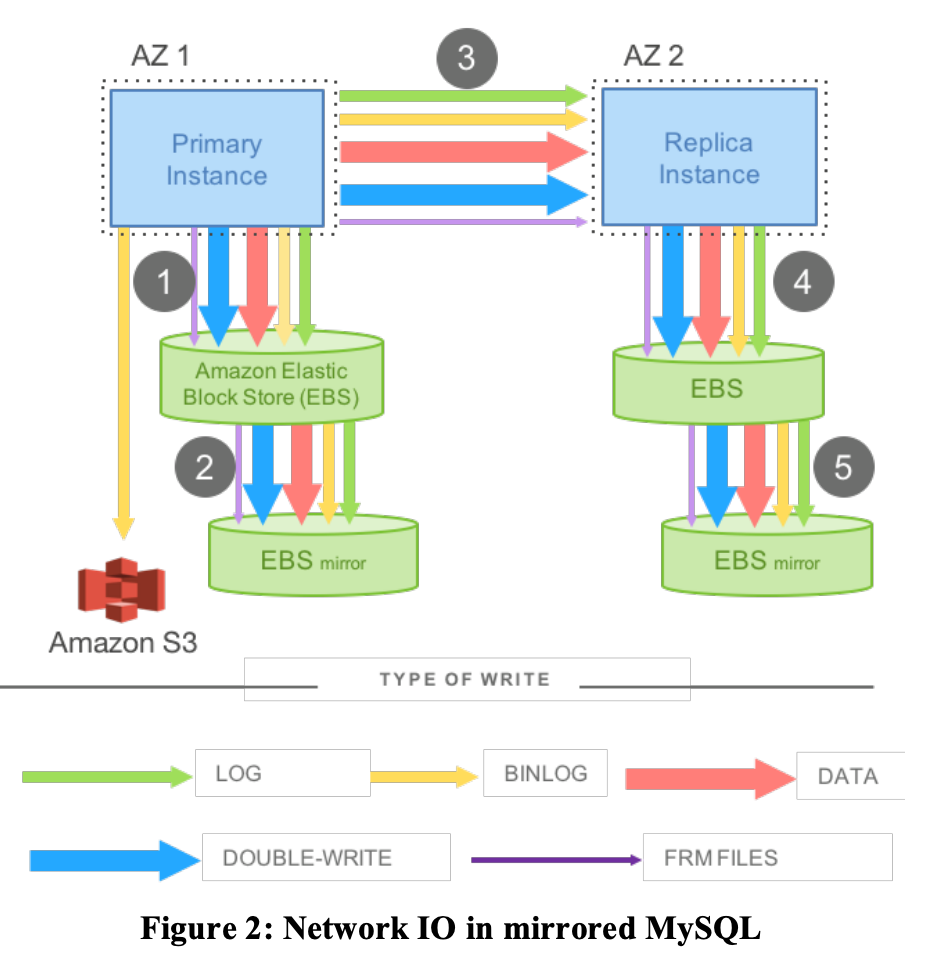 AZ 1
3
AZ 2
Primary
Instance
Replica
Instance
1
4
Amazon Elastic
Block Store (EBS)
EBS
2
5
EBS mirror
EBS mirror
Amazon S3
TYPE OF WRITE
LOG
BINLOG
DATA
DOUBLE-WRITE
FRM FILES
Figure 2: Network IO in mirrored MySQL